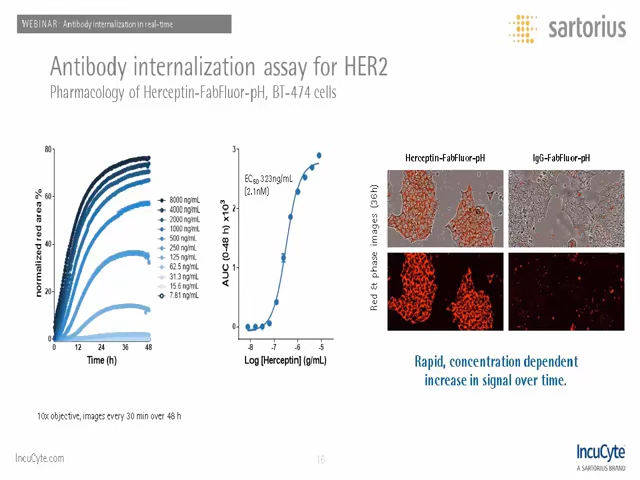 WEBINAR: Antibody internalization in real-time
sartorius
Antibody internalization assay for HER2
Pharmacology of Herceptin-FabFluor-pH, BT-474 cells
normalized red area %
80
60
40
20
0
0 12 24 36 48
Time (h)
8000 ng/mL
4000 ng/mL
2000 ng/mL
1000 ng/mL
500 ng/mL
250 ng/mL
125 ng/mL
62.5 ng/mL
31.3 ng/mL
15.6 ng/mL
7.81 ng/mL
AUC (0-48 h) x10³
3
2
1
0
EC50 323ng/mL
(2.1nM)
-8 -7 -6 -5
Log [Herceptin] (g/mL)
Herceptin-FabFluor-pH IgG-FabFluor-pH
Red & phase images (36h)
Rapid, concentration dependent
increase in signal over time.
10x objective, images every 30 min over 48 h
IncuCyte.com
16
IncuCyte
A SARTORIUS BRAND